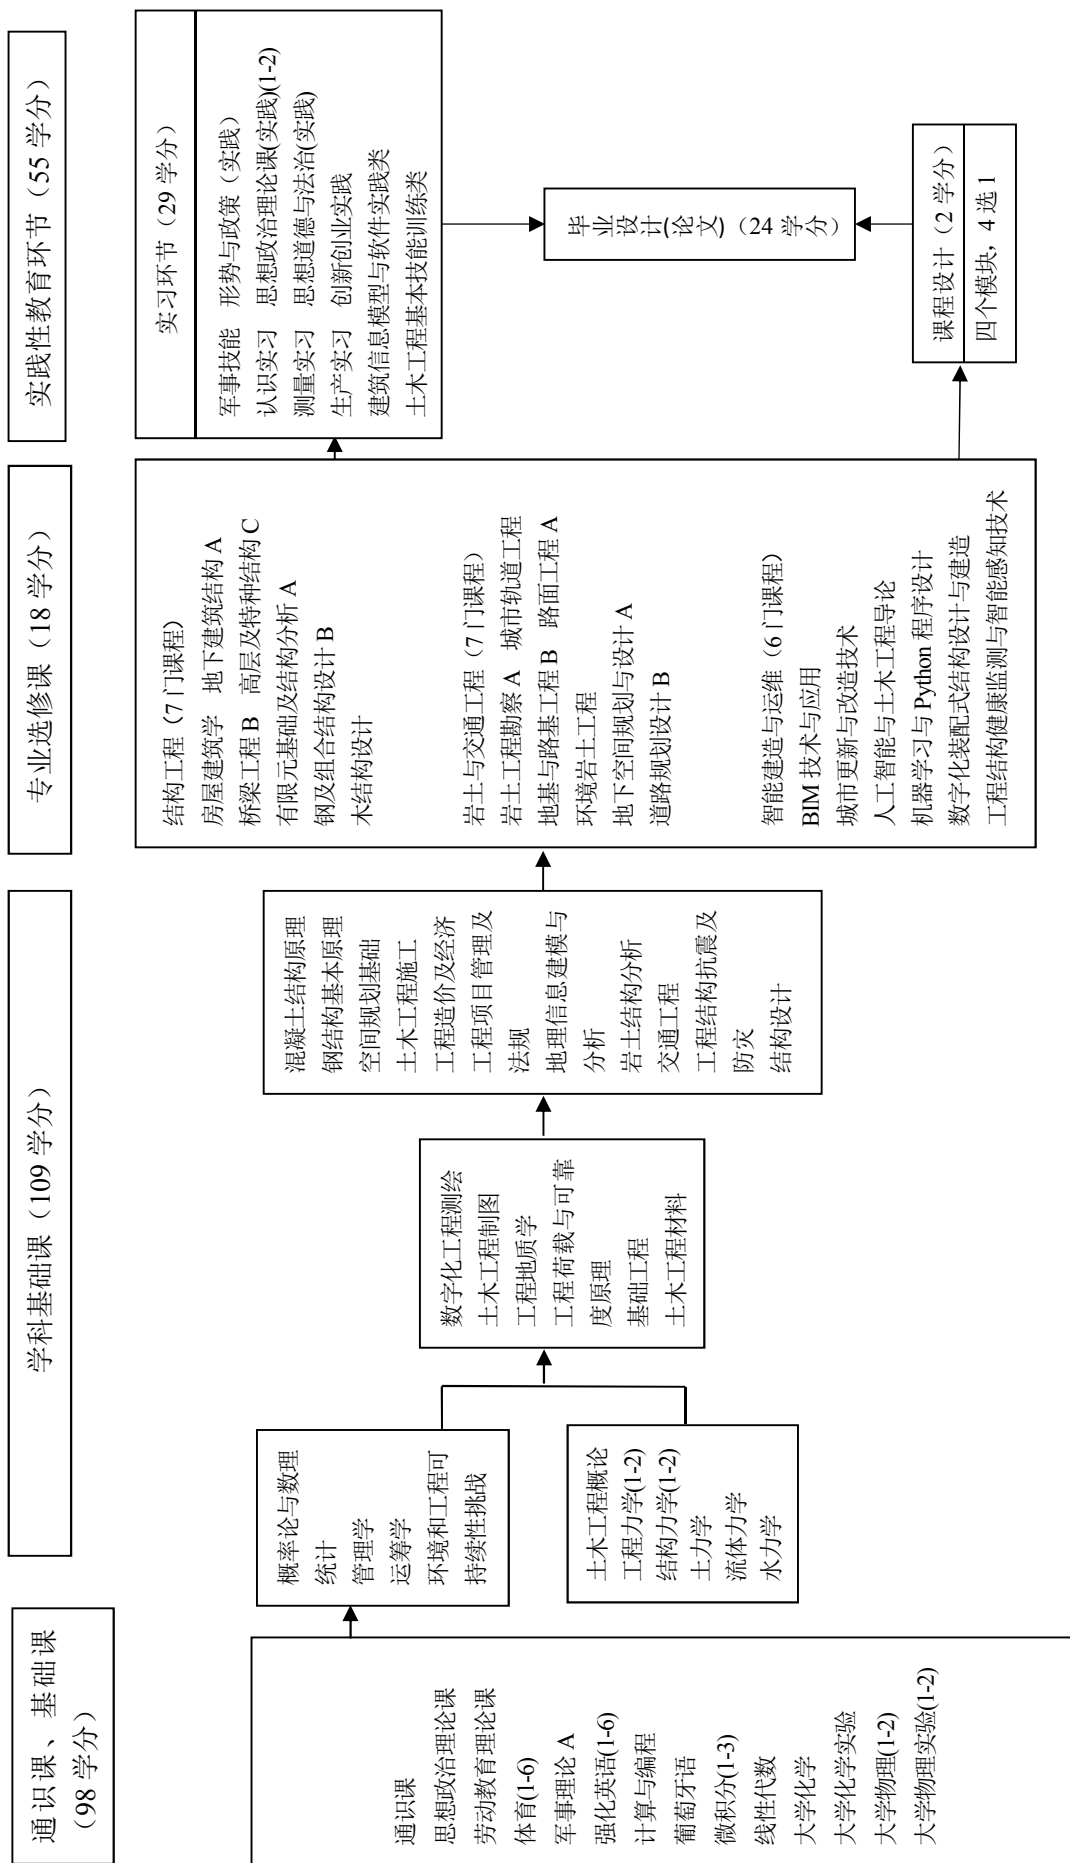 通识课、基础课
（98 学分）
学科基础课（109 学分）
专业选修课（18 学分）
实践性教育环节（55 学分）
通识课
思想政治理论课
劳动教育理论课
体育(1-6)
军事理论 A
强化英语(1-6)
计算与编程
葡萄牙语
微积分(1-3)
线性代数
大学化学
大学化学实验
大学物理(1-2)
大学物理实验(1-2)
概率论与数理
统计
管理学
运筹学
环境和工程可
持续性挑战
土木工程概论
工程力学(1-2)
结构力学(1-2)
土力学
流体力学
水力学
数字化工程测绘
土木工程制图
工程地质学
工程荷载与可靠
度原理
基础工程
土木工程材料
混凝土结构原理
钢结构基本原理
空间规划基础
土木工程施工
工程造价及经济
工程项目管理及
法规
地理信息建模与
分析
岩土结构分析
交通工程
工程结构抗震及
防灾
结构设计
结构工程（7 门课程）
房屋建筑学 地下建筑结构 A
桥梁工程 B 高层及特种结构 C
有限元基础及结构分析 A
钢及组合结构设计 B
木结构设计
岩土与交通工程（7 门课程）
岩土工程勘察 A 城市轨道工程
地基与路基工程 B 路面工程 A
环境岩土工程
地下空间规划与设计 A
道路规划设计 B
智能建造与运维（6 门课程）
BIM 技术与应用
城市更新与改造技术
人工智能与土木工程导论
机器学习与 Python 程序设计
数字化装配式结构设计与建造
工程结构健康监测与智能感知技术
实习环节（29 学分）
军事技能 形势与政策（实践）
认识实习 思想政治理论课(实践)(1-2)
测量实习 思想道德与法治(实践)
生产实习 创新创业实践
建筑信息模型与软件实践类
土木工程基本技能训练类
毕业设计(论文)（24 学分）
课程设计（2 学分）
四个模块，4 选 1